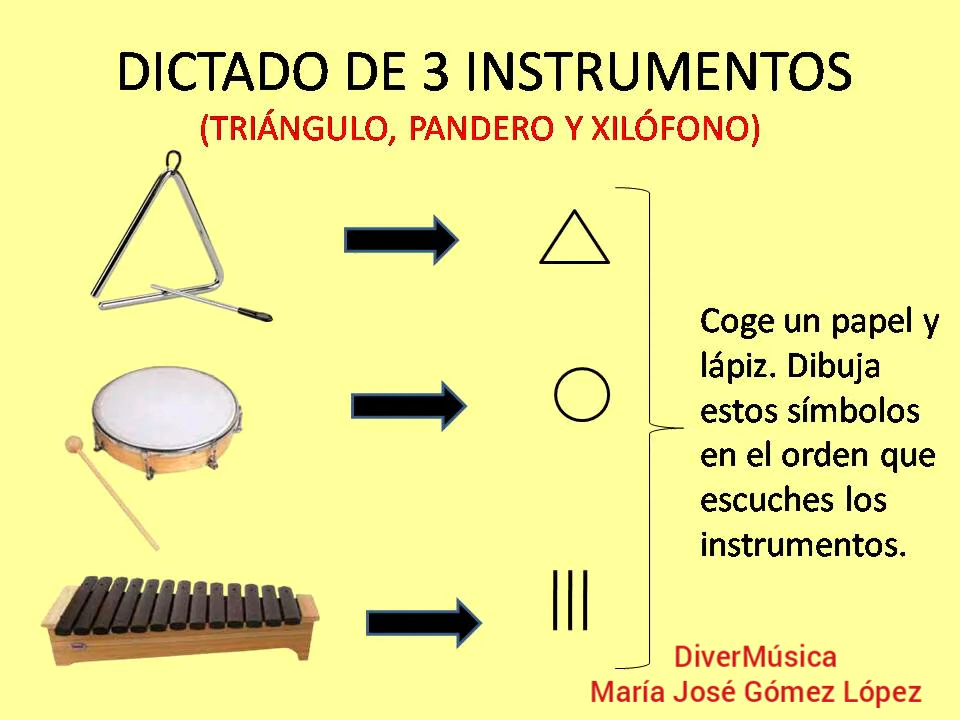 DICTADO DE 3 INSTRUMENTOS
(TRIÁNGULO, PANDERO Y XILÓFONO)
Coge un papel y
lápiz. Dibuja
estos símbolos
en el orden que
escuches los
instrumentos.
DiverMúsica
María José Gómez López